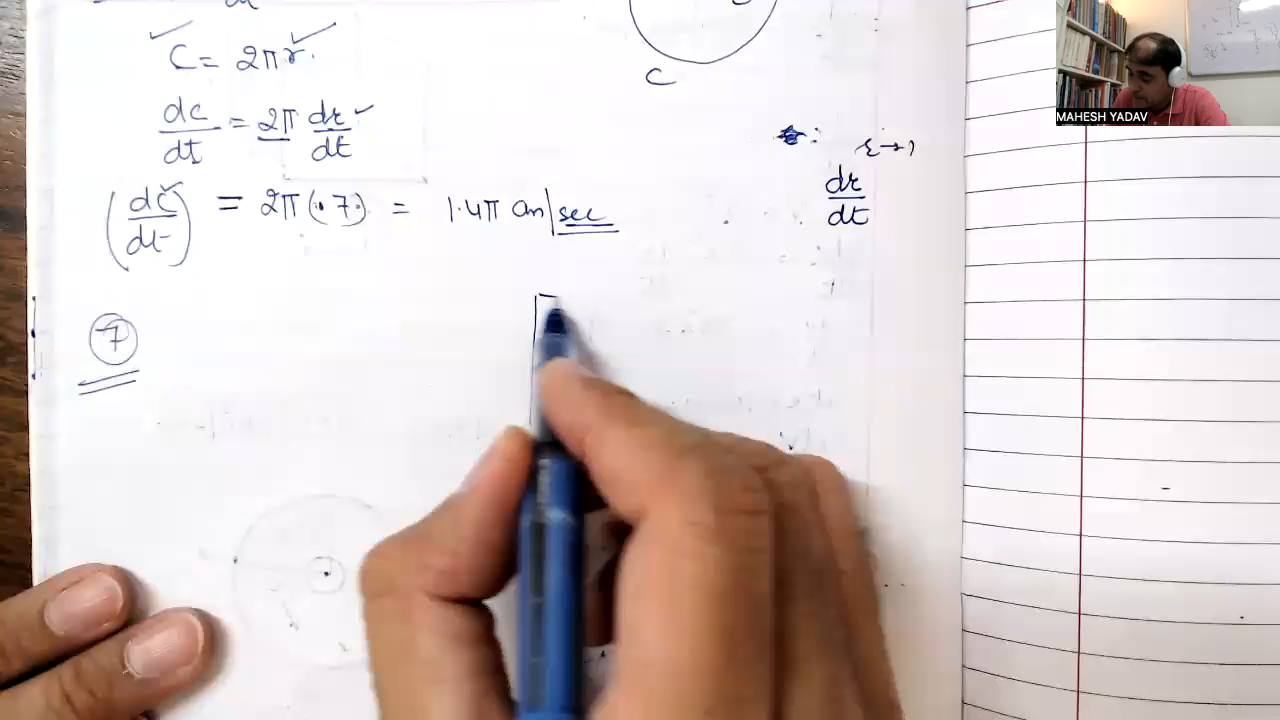 C = 2πr.
C
dc/dt = 2π dr/dt
(dc/dt) = 2π(.7) = 1.4π cm/sec
dr/dt
7
MAHESH YADAV